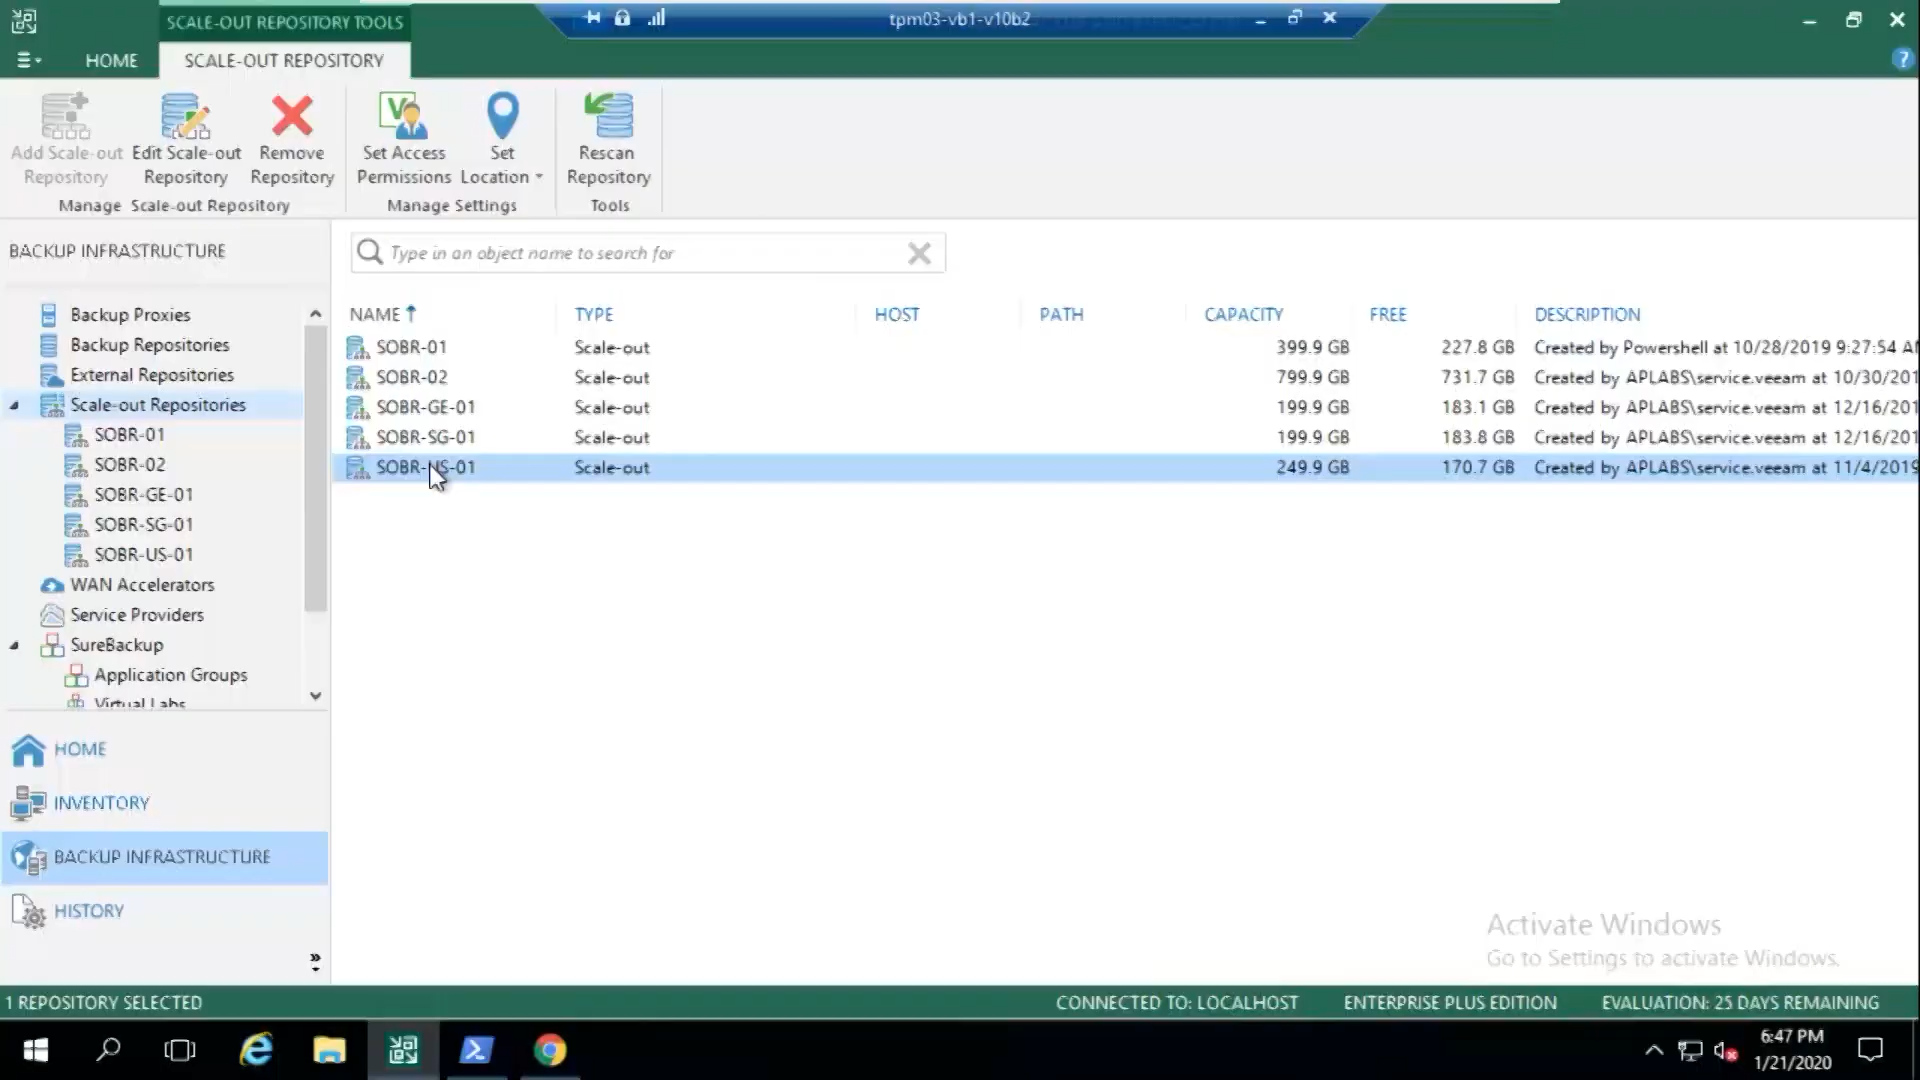 SCALE-OUT REPOSITORY TOOLS
tpm03-vb1-v10b2
HOME
SCALE-OUT REPOSITORY
Add Scale-out Repository
Edit Scale-out Repository
Remove Repository
Set Access Permissions
Set Location
Rescan Repository
Manage Scale-out Repository
Manage Settings
Tools
BACKUP INFRASTRUCTURE
Type in an object name to search for
Backup Proxies
Backup Repositories
External Repositories
Scale-out Repositories
SOBR-01
SOBR-02
SOBR-GE-01
SOBR-SG-01
SOBR-US-01
WAN Accelerators
Service Providers
SureBackup
Application Groups
Virtual Labs
NAME TYPE HOST PATH CAPACITY FREE DESCRIPTION
SOBR-01 Scale-out 399.9 GB 227.8 GB Created by Powershell at 10/28/2019 9:27:54 AM
SOBR-02 Scale-out 799.9 GB 731.7 GB Created by APLABS\service.veeam at 10/30/201
SOBR-GE-01 Scale-out 199.9 GB 183.1 GB Created by APLABS\service.veeam at 12/16/201
SOBR-SG-01 Scale-out 199.9 GB 183.8 GB Created by APLABS\service.veeam at 12/16/201
SOBR-US-01 Scale-out 249.9 GB 170.7 GB Created by APLABS\service.veeam at 11/4/2019
HOME
INVENTORY
BACKUP INFRASTRUCTURE
HISTORY
Activate Windows
Go to Settings to activate Windows.
1 REPOSITORY SELECTED
CONNECTED TO: LOCALHOST
ENTERPRISE PLUS EDITION
EVALUATION: 25 DAYS REMAINING
6:47 PM
1/21/2020